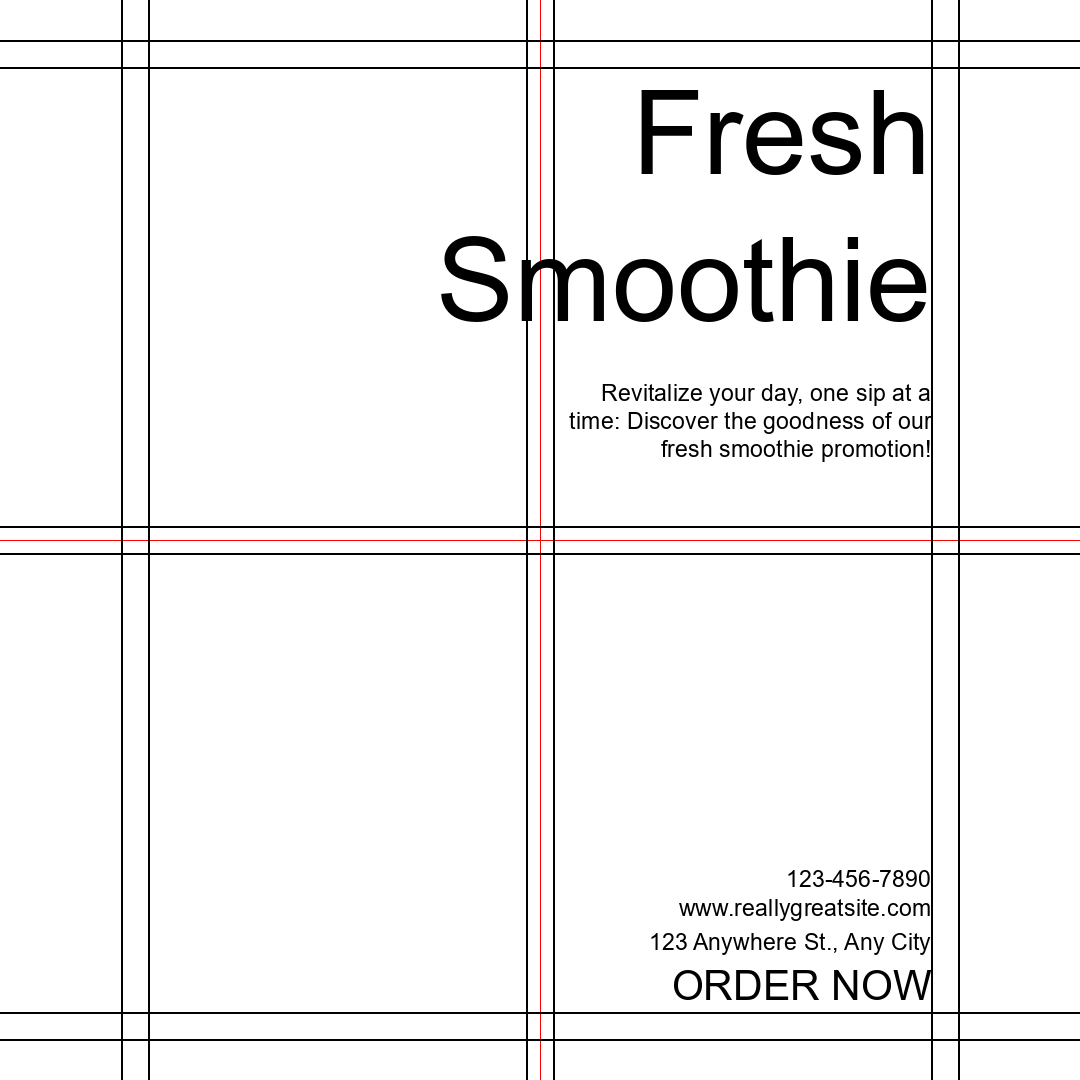 Fresh
Smoothie
Revitalize your day, one sip at a
time: Discover the goodness of our
fresh smoothie promotion!
123-456-7890
www.reallygreatsite.com
123 Anywhere St., Any City
ORDER NOW